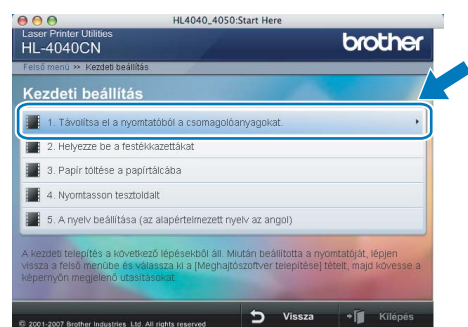 HL4040_4050:Start Here
Laser Printer Utilities
HL-4040CN
brother
Felső menü >> Kezdeti beállítás
Kezdeti beállítás
1. Távolítsa el a nyomtatóból a csomagolóanyagokat.
2. Helyezze be a festékkazettákat
3. Papír töltése a papírtálcába
4. Nyomtasson tesztoldalt
5. A nyelv beállítása (az alapértelmezett nyelv az angol)
A kezdeti telepítés a következő lépésekből áll. Miután beállította a nyomtatóját, lépjen
vissza a felső menübe és válassza ki a [Meghajtószoftver telepítése] tételt, majd kövesse a
képernyőn megjelenő utasításokat.
© 2001-2007 Brother Industries Ltd. All rights reserved
Vissza
Kilépés